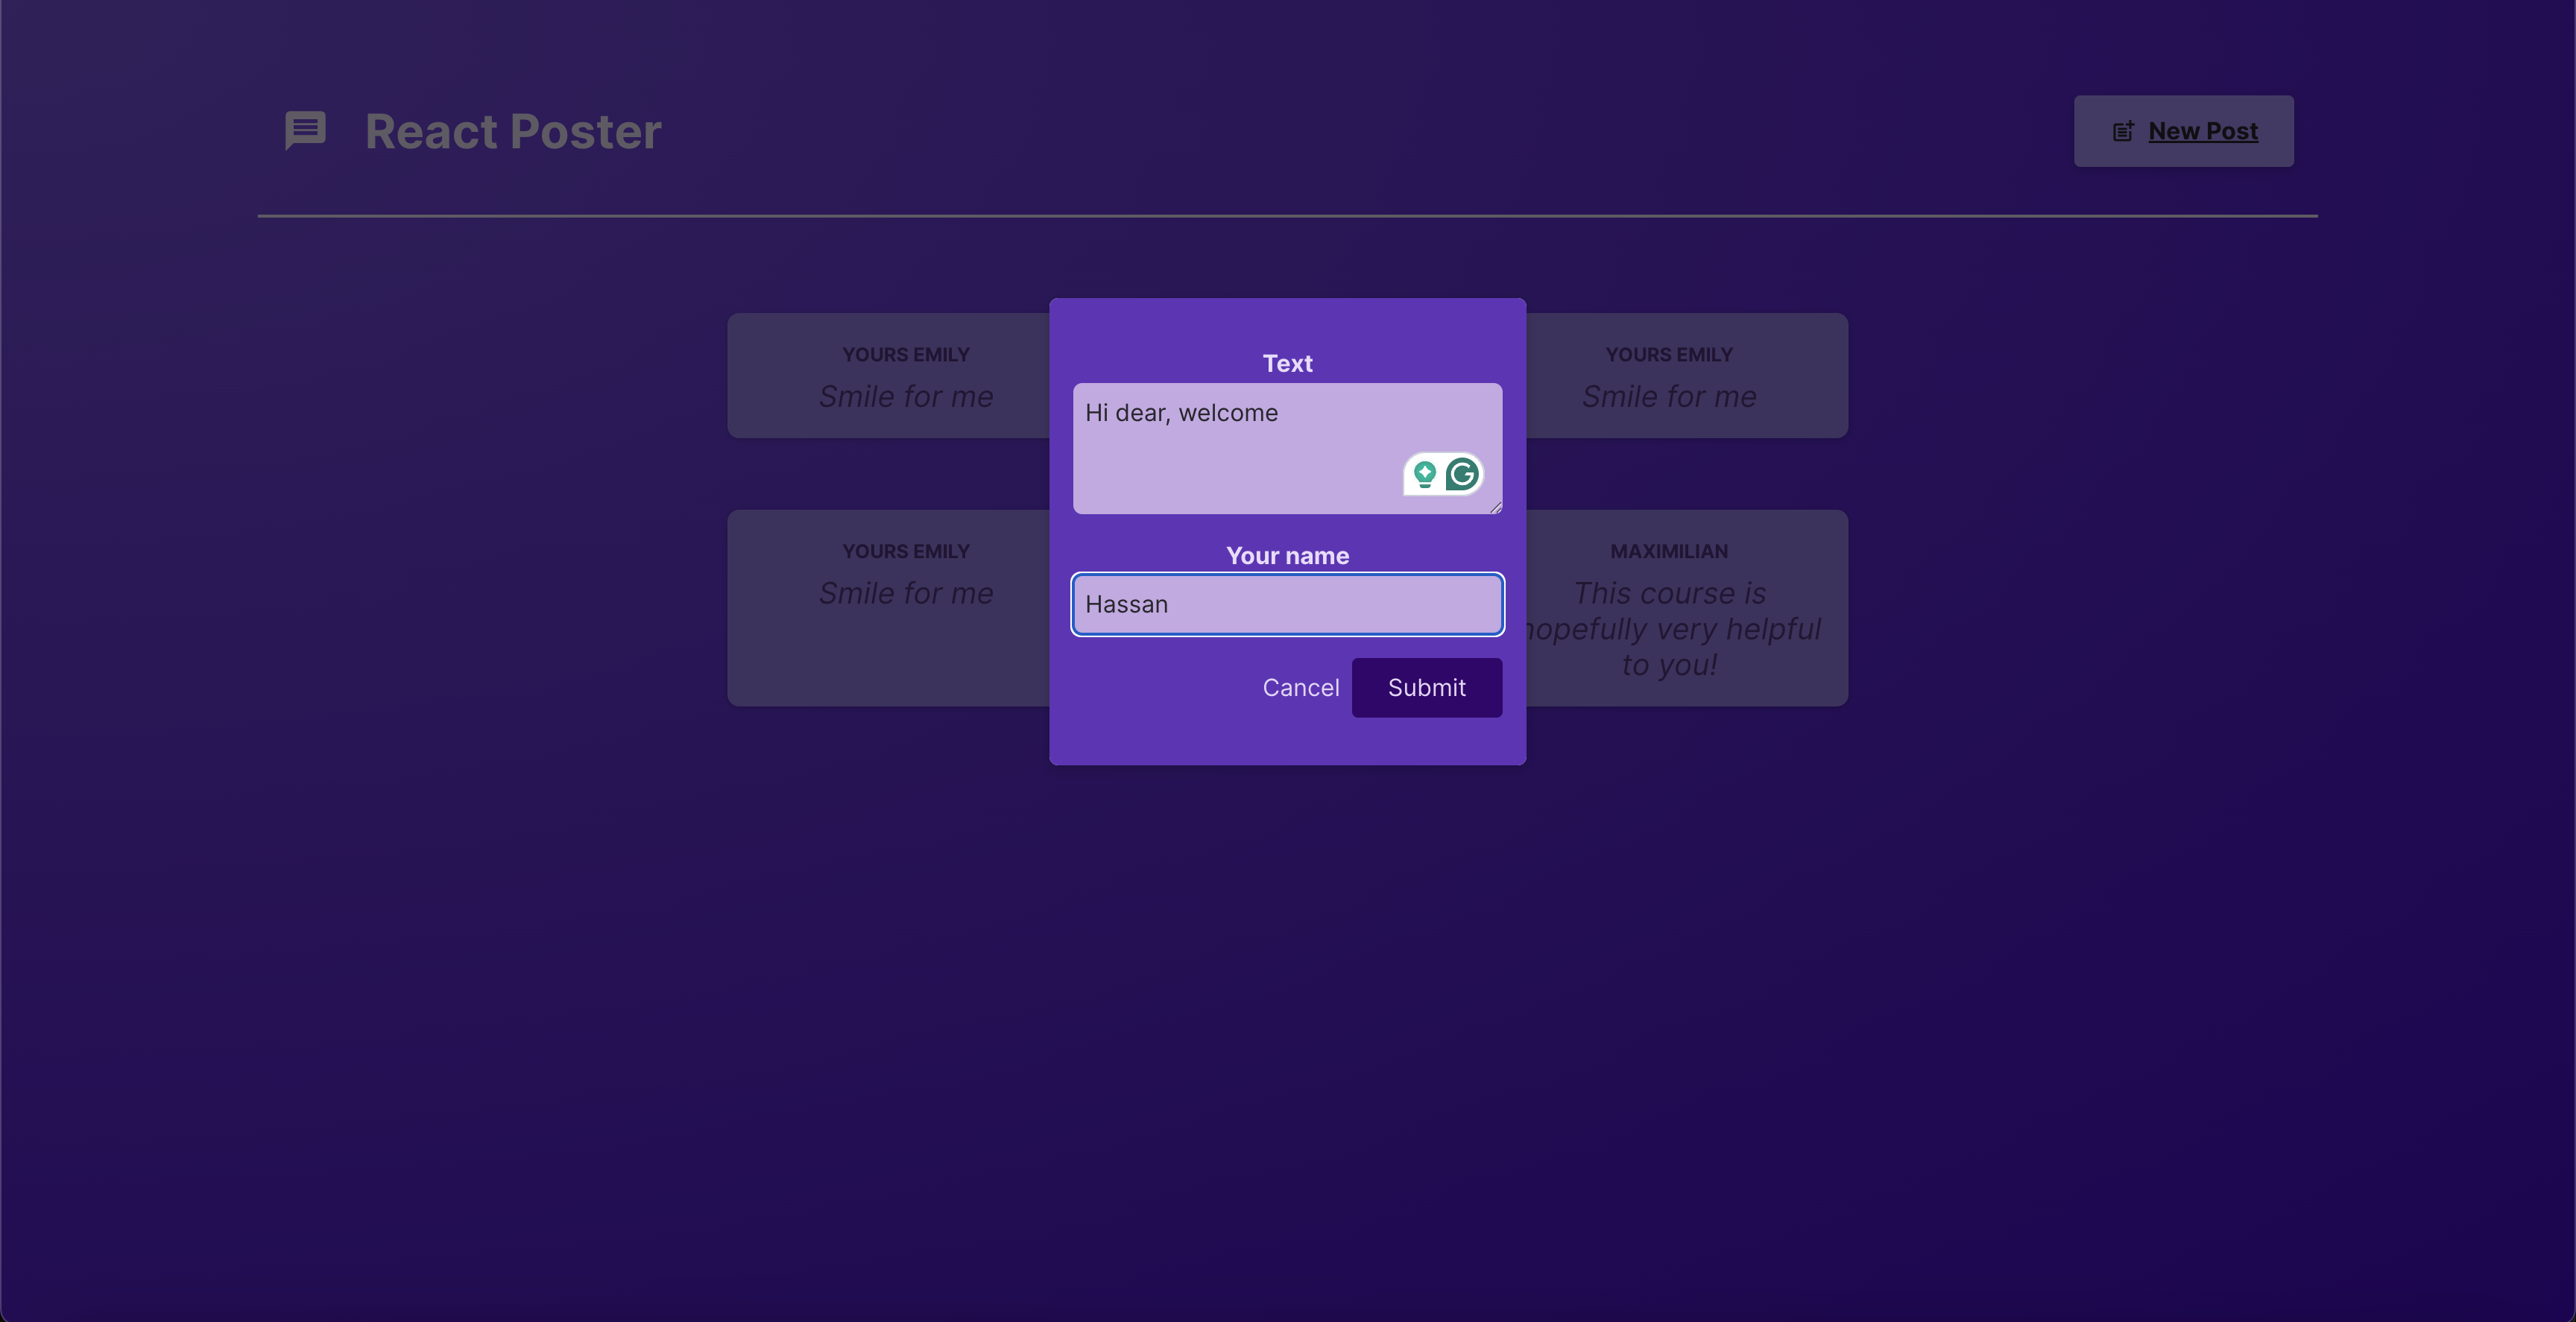 React Poster
New Post
YOURS EMILY
Smile for me
YOURS EMILY
Smile for me
YOURS EMILY
Smile for me
MAXIMILIAN
This course is
hopefully very helpful
to you!
Text
Hi dear, welcome
Your name
Hassan
Cancel
Submit